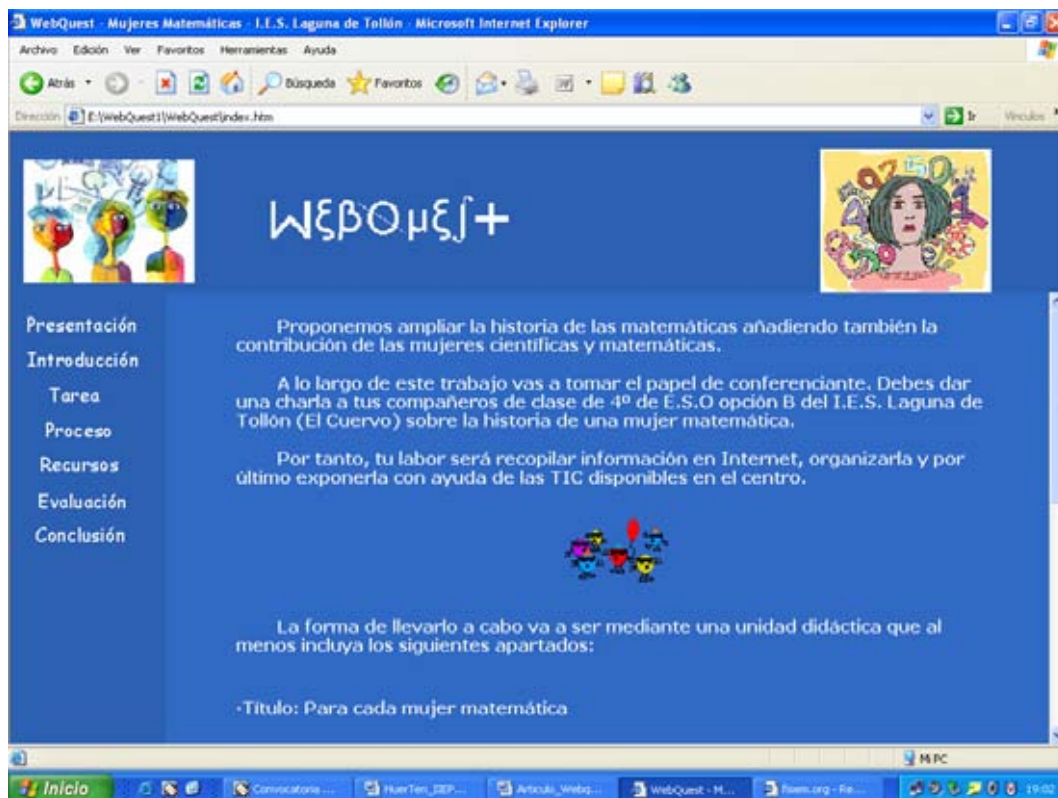 WebQuest - Mujeres Matemáticas - I.E.S. Laguna de Tollón - Microsoft Internet Explorer
Archivo Edición Ver Favoritos Herramientas Ayuda
Atrás Búsqueda Favoritos
Dirección E:\WebQuest1\WebQuest\index.htm Ir Vínculos
WξβOμξ∫+
Presentación
Introducción
Tarea
Proceso
Recursos
Evaluación
Conclusión
Proponemos ampliar la historia de las matemáticas añadiendo también la
contribución de las mujeres científicas y matemáticas.
A lo largo de este trabajo vas a tomar el papel de conferenciante. Debes dar
una charla a tus compañeros de clase de 4º de E.S.O opción B del I.E.S. Laguna de
Tollón (El Cuervo) sobre la historia de una mujer matemática.
Por tanto, tu labor será recopilar información en Internet, organizarla y por
último exponerla con ayuda de las TIC disponibles en el centro.
La forma de llevarlo a cabo va a ser mediante una unidad didáctica que al
menos incluya los siguientes apartados:
-Título: Para cada mujer matemática
Mi PC
Inicio Convocatoria ... Articulo_Webq... WebQuest - M... 19:02